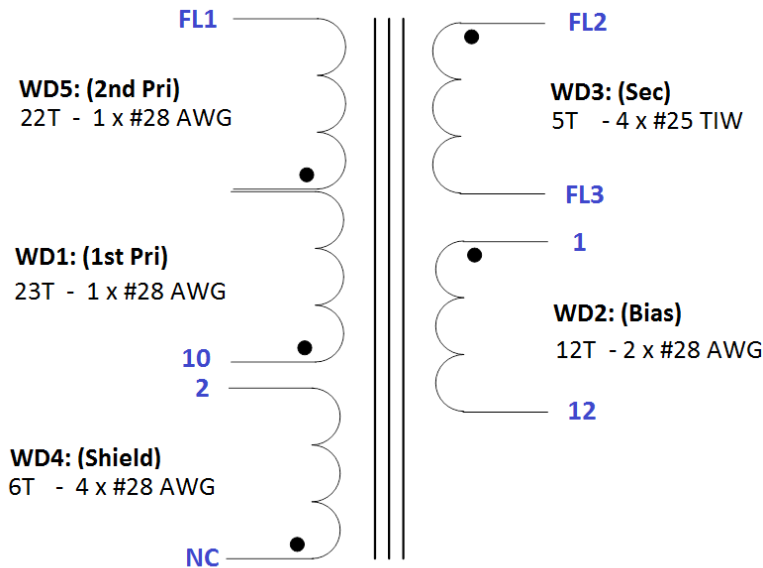 FL1
WD5: (2nd Pri)
22T - 1 x #28 AWG
WD1: (1st Pri)
23T - 1 x #28 AWG
10
2
WD4: (Shield)
6T - 4 x #28 AWG
NC
FL2
WD3: (Sec)
5T - 4 x #25 TIW
FL3
1
WD2: (Bias)
12T - 2 x #28 AWG
12